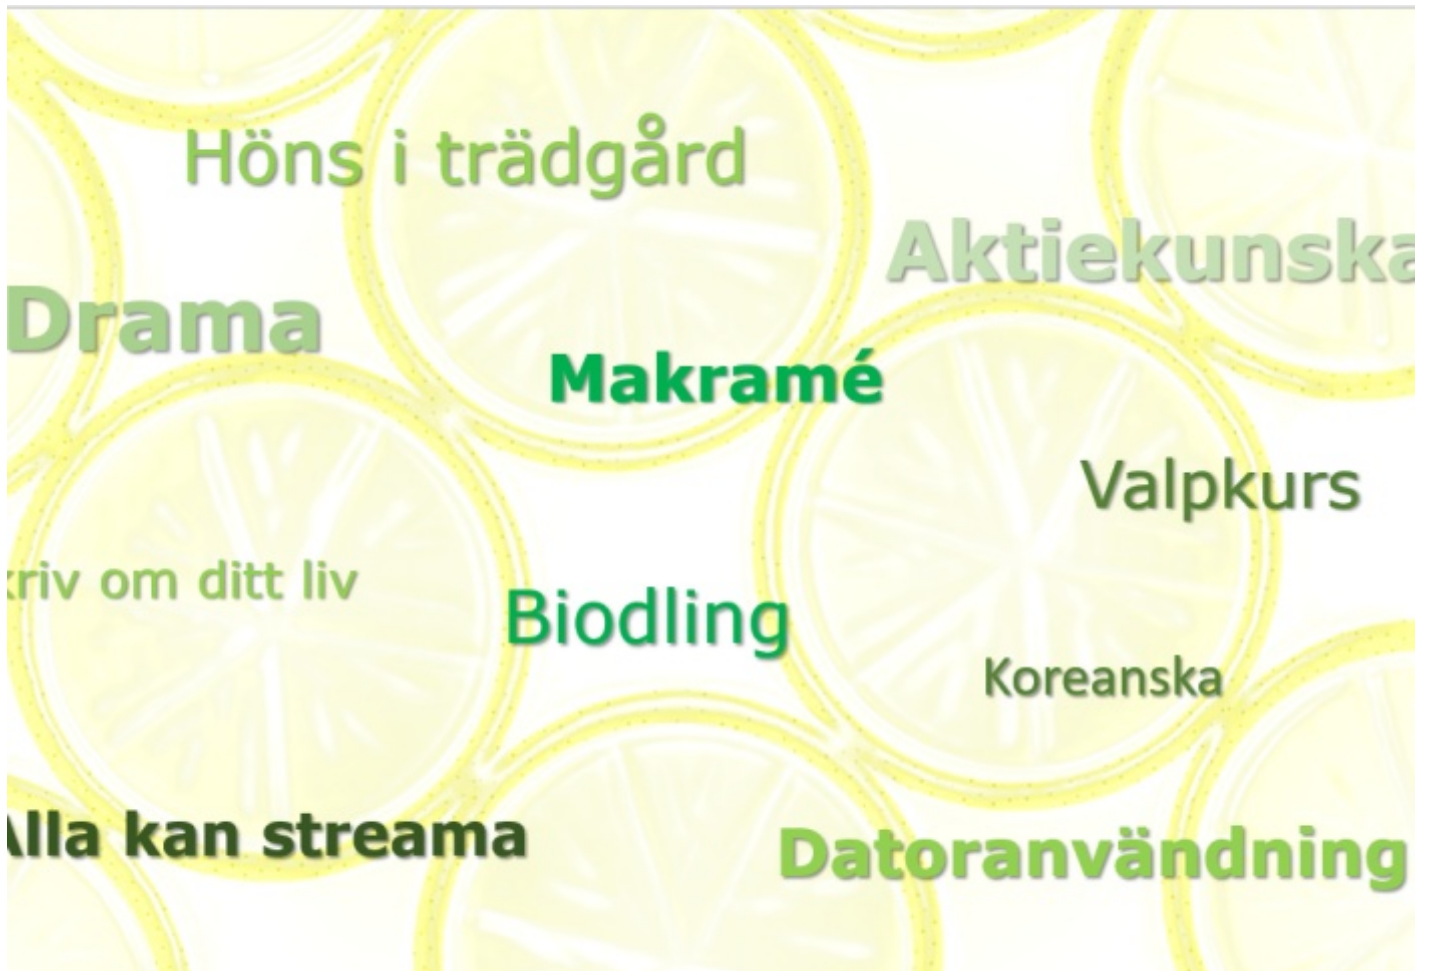 Höns i trädgård
Aktiekunska
Drama
Makramé
Valpkurs
kriv om ditt liv
Biodling
Koreanska
Alla kan streama
Datoranvändning